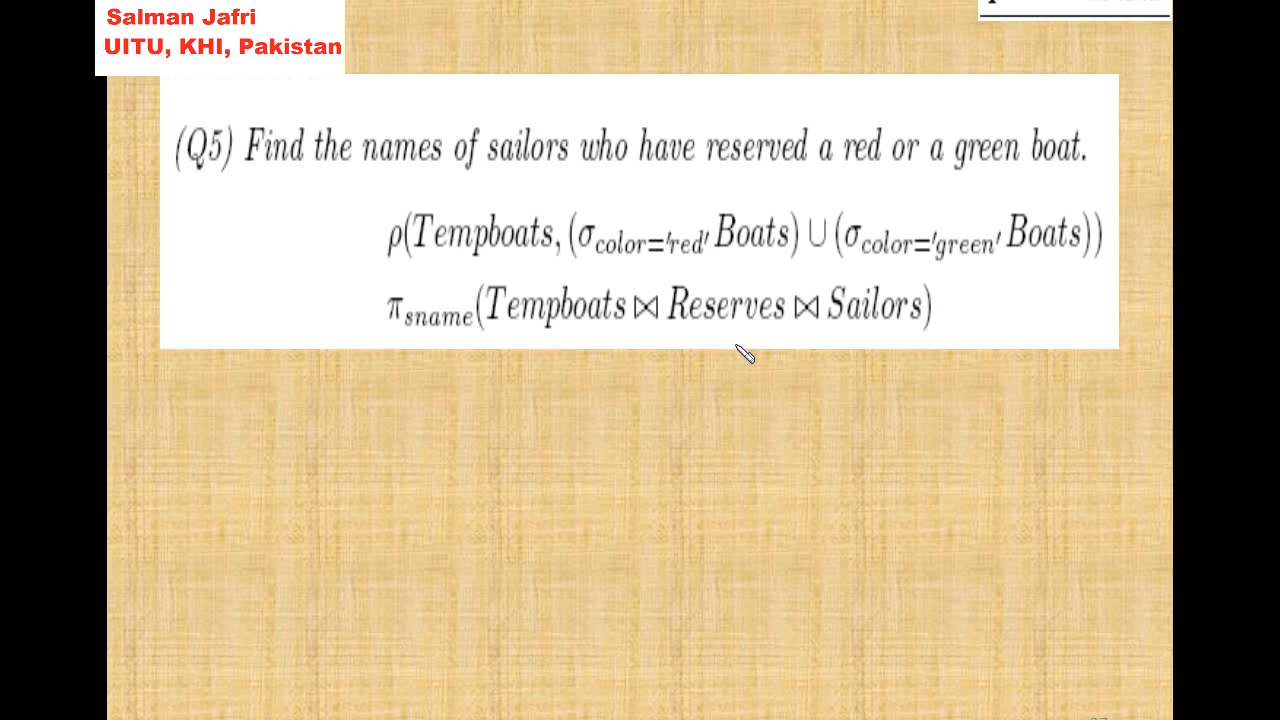 Salman Jafri
UITU, KHI, Pakistan
(Q5) Find the names of sailors who have reserved a red or a green boat.
ρ(Tempboats, (σcolor='red' Boats) ∪ (σcolor='green' Boats))
πsname(Tempboats ⋈ Reserves ⋈ Sailors)